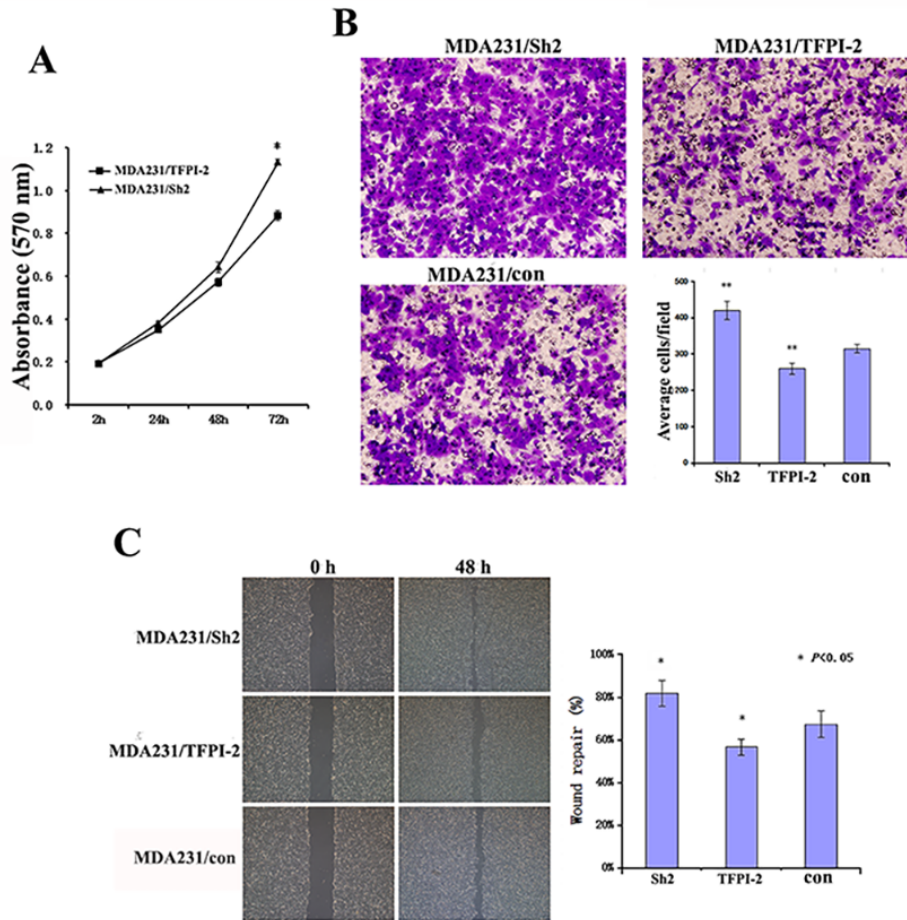 A
Absorbance (570 nm)
1.2
1.0
0.8
0.6
0.4
0.2
0.0
MDA231/TFPI-2
MDA231/Sh2
*
2h 24h 48h 72h
B
MDA231/Sh2
MDA231/TFPI-2
MDA231/con
Average cells/field
500
400
300
200
100
0
**
**
Sh2 TFPI-2 con
C
0 h 48 h
MDA231/Sh2
MDA231/TFPI-2
MDA231/con
Wound repair (%)
100%
80%
60%
40%
20%
0%
* P<0.05
*
*
Sh2 TFPI-2 con